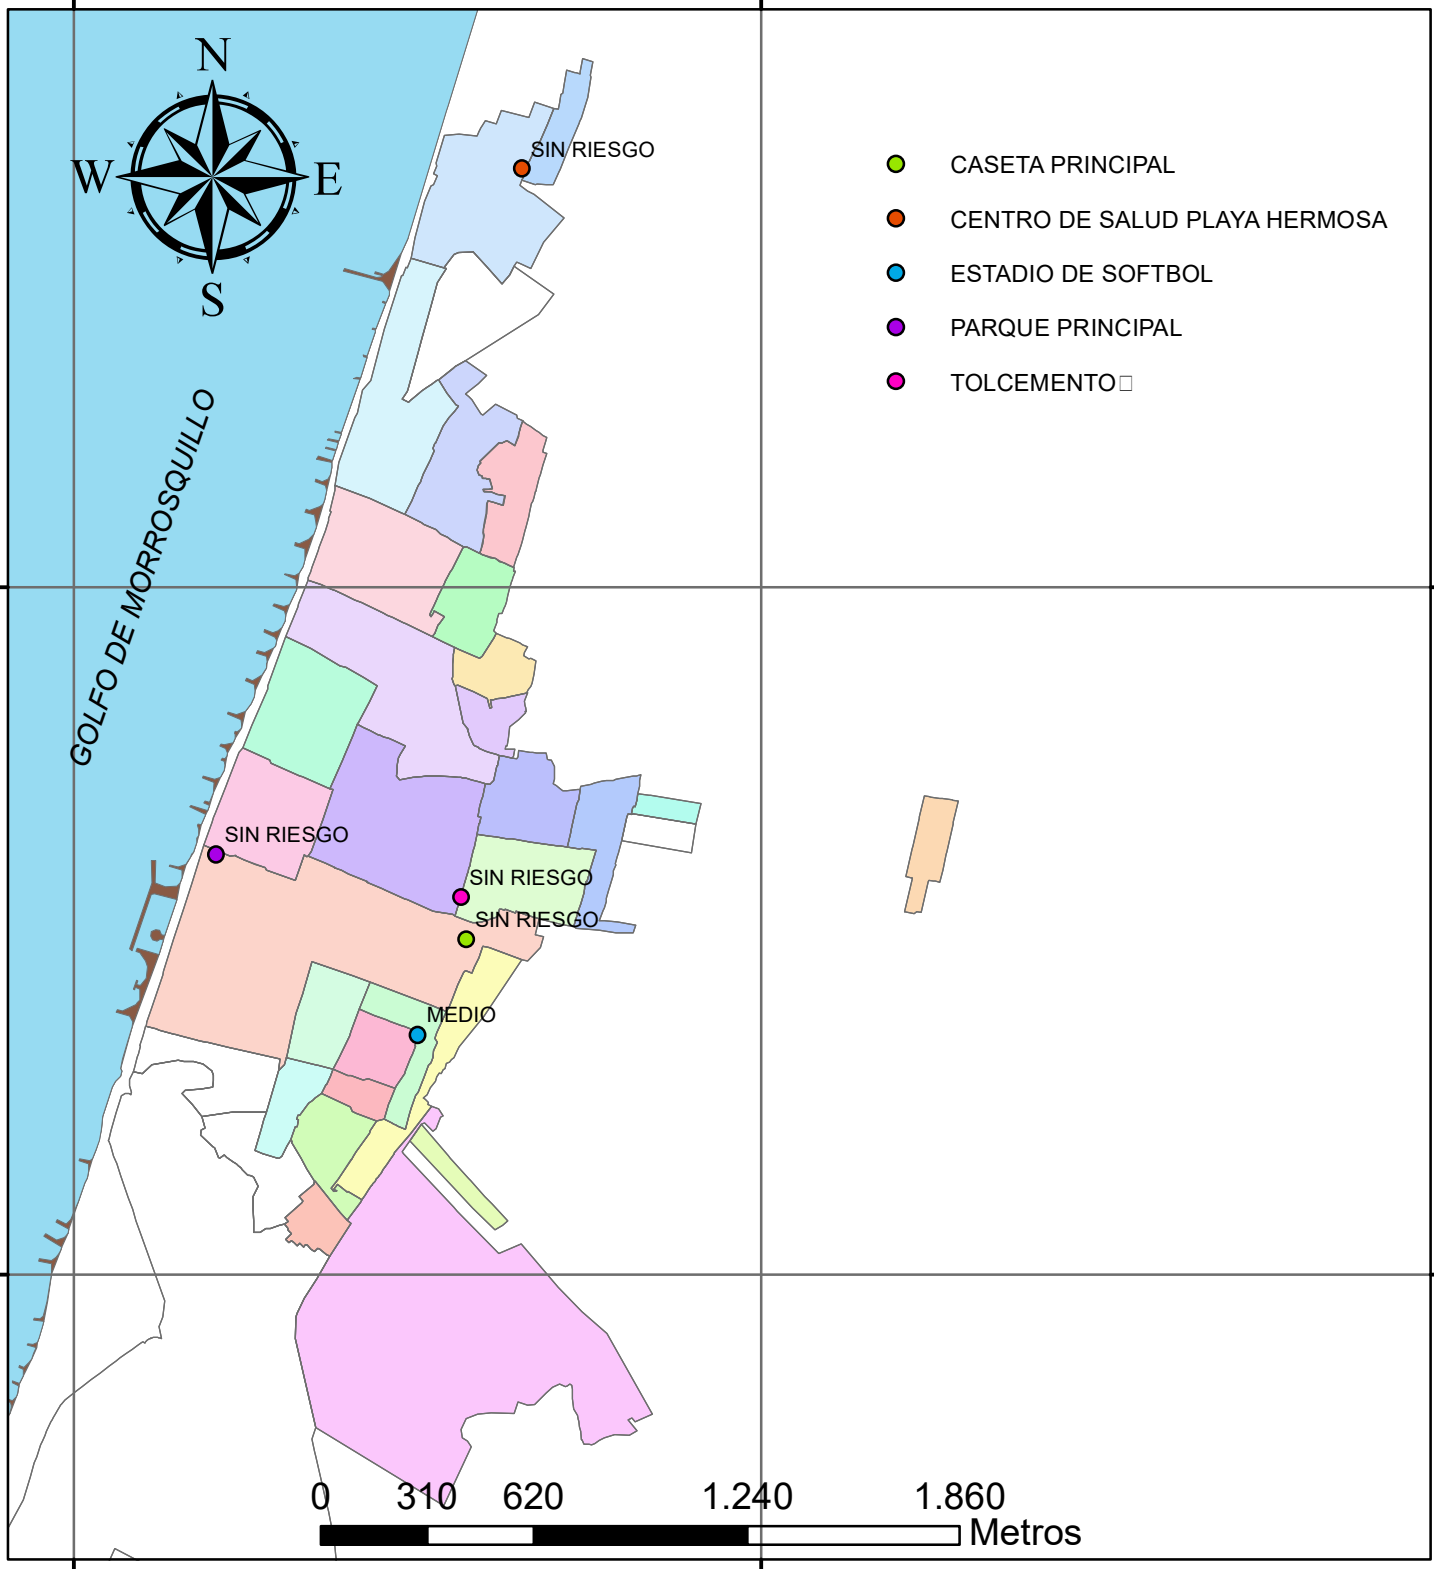 N
W
E
S
GOLFO DE MORROSQUILLO
SIN RIESGO
CASETA PRINCIPAL
CENTRO DE SALUD PLAYA HERMOSA
ESTADIO DE SOFTBOL
PARQUE PRINCIPAL
TOLCEMENTO□
SIN RIESGO
SIN RIESGO
SIN RIESGO
MEDIO
0 310 620 1.240 1.860
Metros